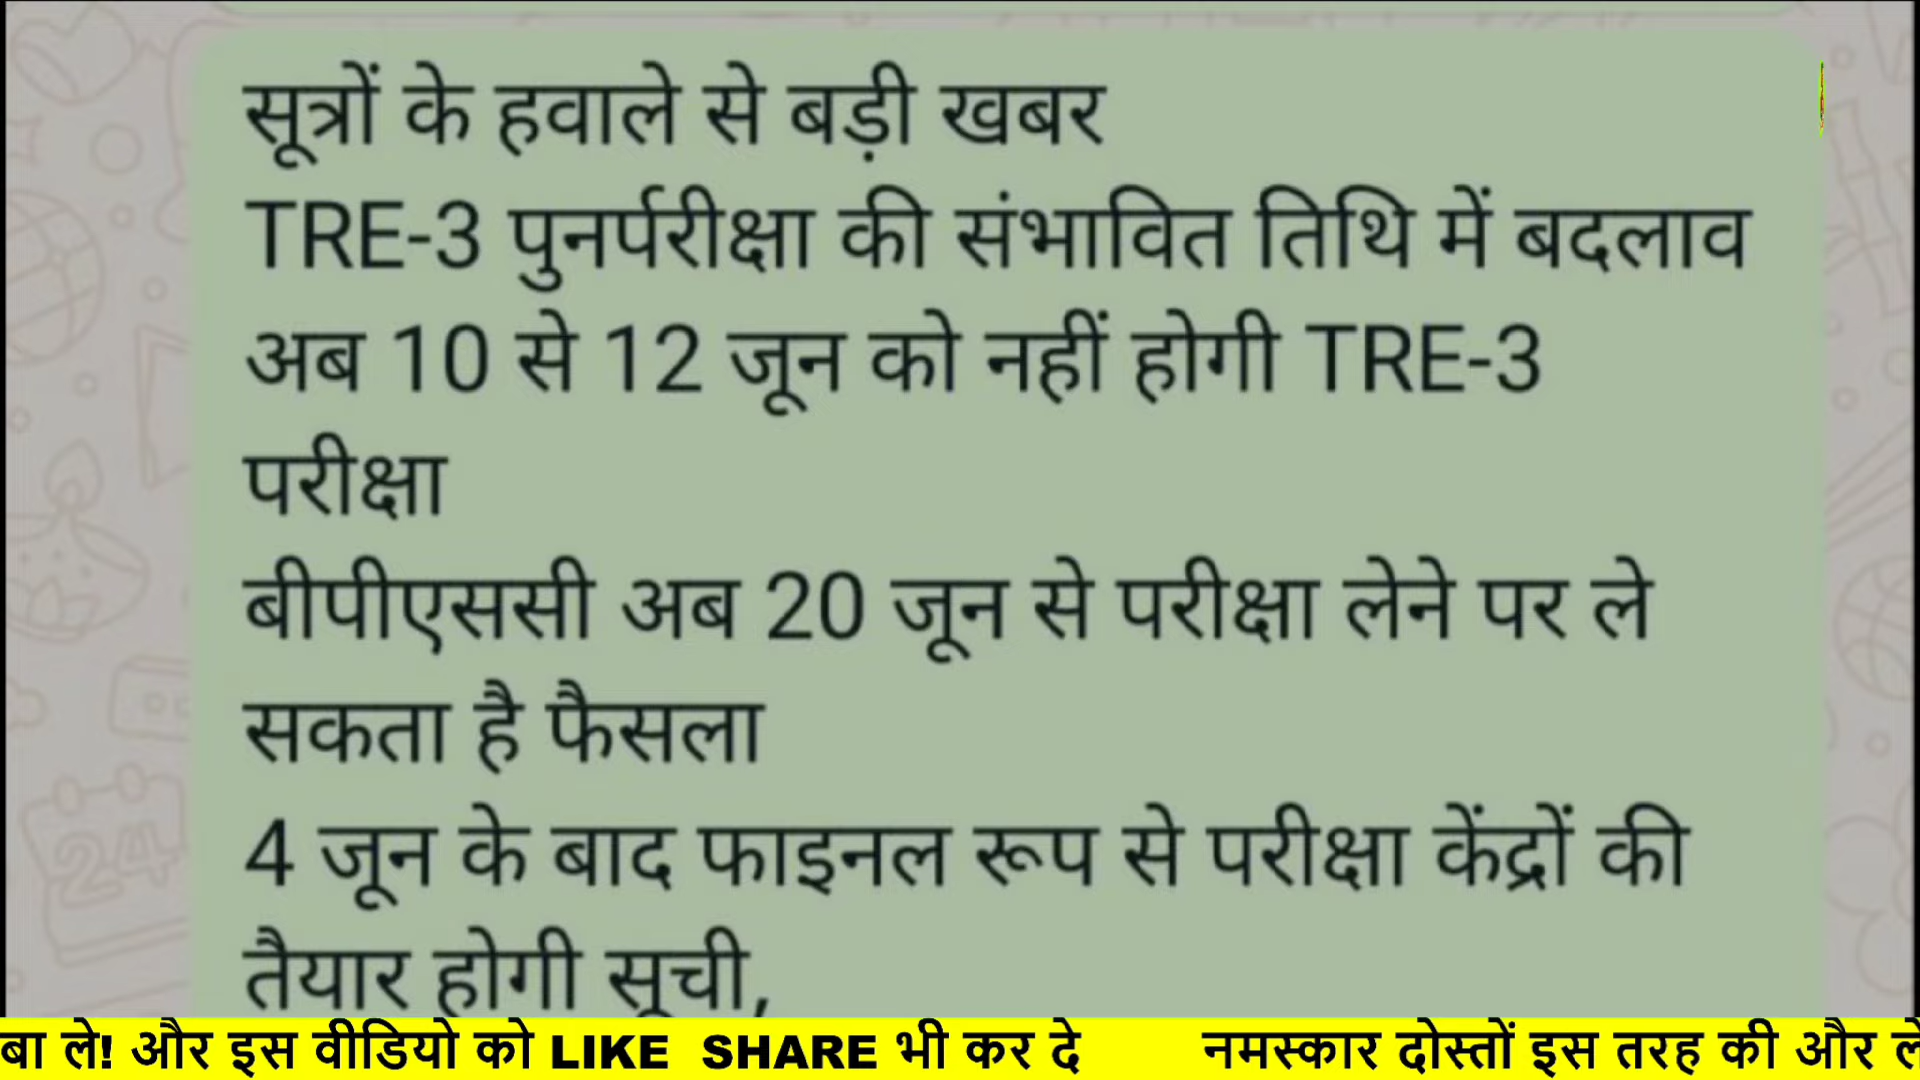 सूत्रों के हवाले से बड़ी खबर
TRE-3 पुनर्परीक्षा की संभावित तिथि में बदलाव
अब 10 से 12 जून को नहीं होगी TRE-3
परीक्षा
बीपीएससी अब 20 जून से परीक्षा लेने पर ले
सकता है फैसला
4 जून के बाद फाइनल रूप से परीक्षा केंद्रों की
तैयार होगी सूची,
बा ले! और इस वीडियो को LIKE SHARE भी कर दे नमस्कार दोस्तों इस तरह की और